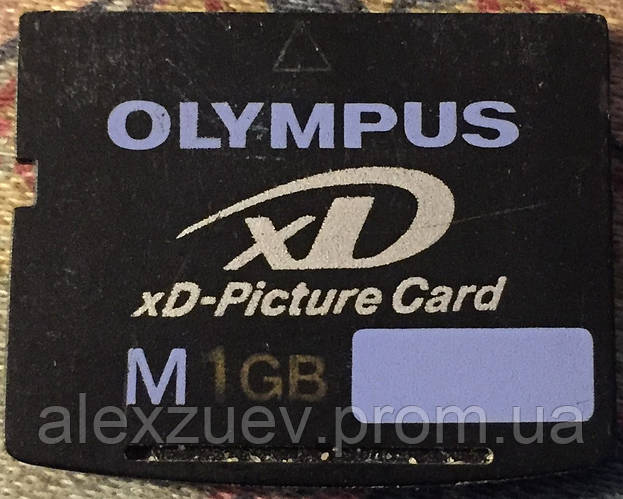 OLYMPUS
xD
xD-Picture Card
M 1GB
alexzuev.prom.ua